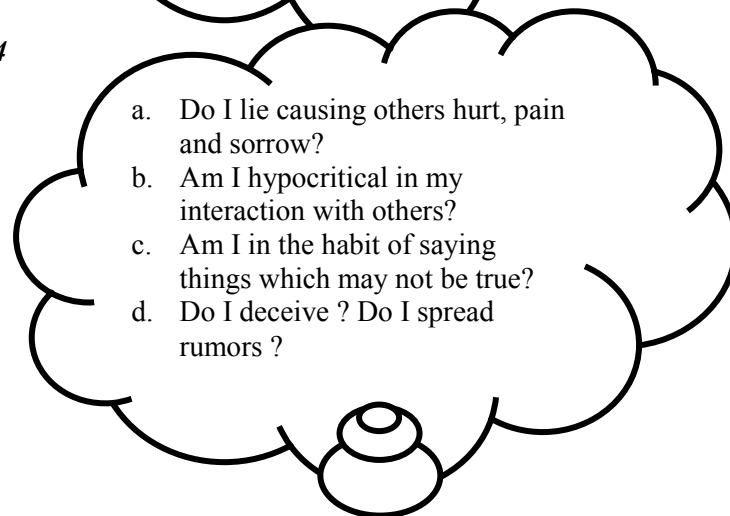 4
a. Do I lie causing others hurt, pain
and sorrow?
b. Am I hypocritical in my
interaction with others?
c. Am I in the habit of saying
things which may not be true?
d. Do I deceive ? Do I spread
rumors ?